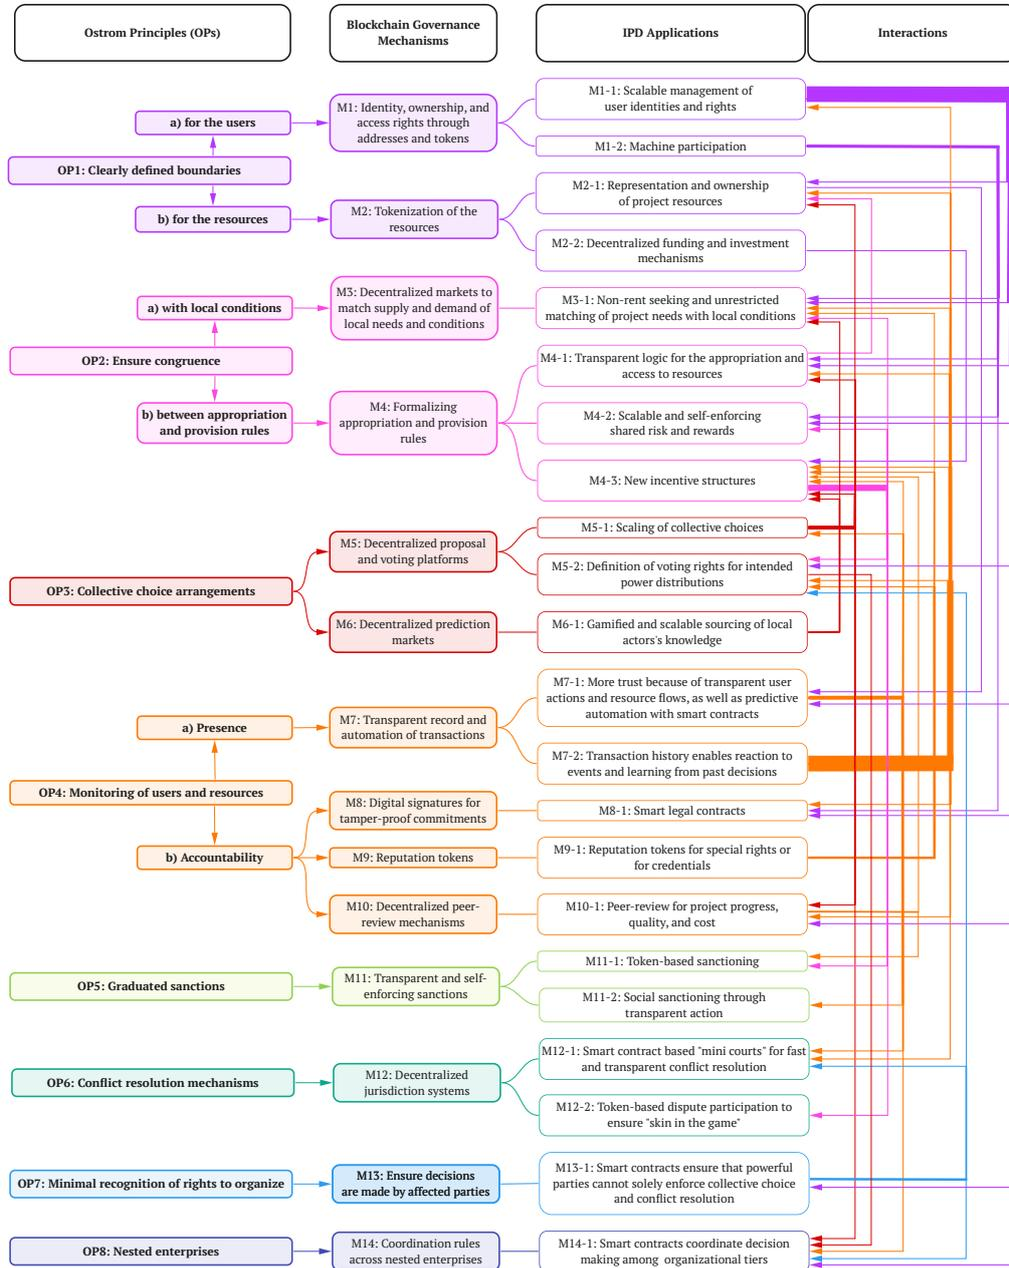 Ostrom Principles (OPs)
Blockchain Governance
Mechanisms
IPD Applications
Interactions
OP1: Clearly defined boundaries
a) for the users
b) for the resources
M1: Identity, ownership, and
access rights through
addresses and tokens
M2: Tokenization of the
resources
M1-1: Scalable management of
user identities and rights
M1-2: Machine participation
M2-1: Representation and ownership
of project resources
M2-2: Decentralized funding and investment
mechanisms
OP2: Ensure congruence
a) with local conditions
b) between appropriation
and provision rules
M3: Decentralized markets to
match supply and demand of
local needs and conditions
M4: Formalizing
appropriation and provision
rules
M3-1: Non-rent seeking and unrestricted
matching of project needs with local conditions
M4-1: Transparent logic for the appropriation and
access to resources
M4-2: Scalable and self-enforcing
shared risk and rewards
M4-3: New incentive structures
OP3: Collective choice arrangements
M5: Decentralized proposal
and voting platforms
M6: Decentralized prediction
markets
M5-1: Scaling of collective choices
M5-2: Definition of voting rights for intended
power distributions
M6-1: Gamified and scalable sourcing of local
actors's knowledge
OP4: Monitoring of users and resources
a) Presence
b) Accountability
M7: Transparent record and
automation of transactions
M8: Digital signatures for
tamper-proof commitments
M9: Reputation tokens
M10: Decentralized peer-
review mechanisms
M7-1: More trust because of transparent user
actions and resource flows, as well as predictive
automation with smart contracts
M7-2: Transaction history enables reaction to
events and learning from past decisions
M8-1: Smart legal contracts
M9-1: Reputation tokens for special rights or
for credentials
M10-1: Peer-review for project progress,
quality, and cost
OP5: Graduated sanctions
M11: Transparent and self-
enforcing sanctions
M11-1: Token-based sanctioning
M11-2: Social sanctioning through
transparent action
OP6: Conflict resolution mechanisms
M12: Decentralized
jurisdiction systems
M12-1: Smart contract based "mini courts" for fast
and transparent conflict resolution
M12-2: Token-based dispute participation to
ensure "skin in the game"
OP7: Minimal recognition of rights to organize
M13: Ensure decisions
are made by affected parties
M13-1: Smart contracts ensure that powerful
parties cannot solely enforce collective choice
and conflict resolution
OP8: Nested enterprises
M14: Coordination rules
across nested enterprises
M14-1: Smart contracts coordinate decision
making among organizational tiers